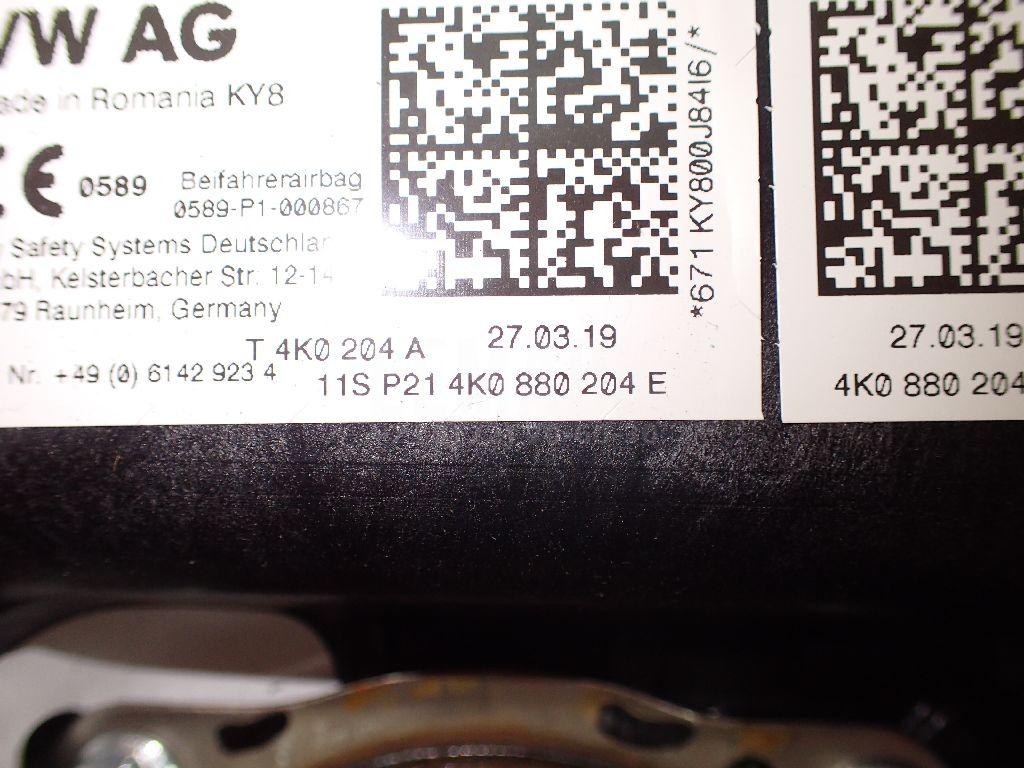 VW AG
ade in Romania KY8
CE 0589 Beifahrerairbag
0589-P1-000867
Safety Systems Deutschlan
bH, Kelsterbacher Str. 12-14
79 Raunheim, Germany
Nr. +49 (0) 6142 923 4
T 4K0 204 A
27.03.19
11S P21 4K0 880 204 E
*671 KY800J84I6/*
27.03.19
4K0 880 204